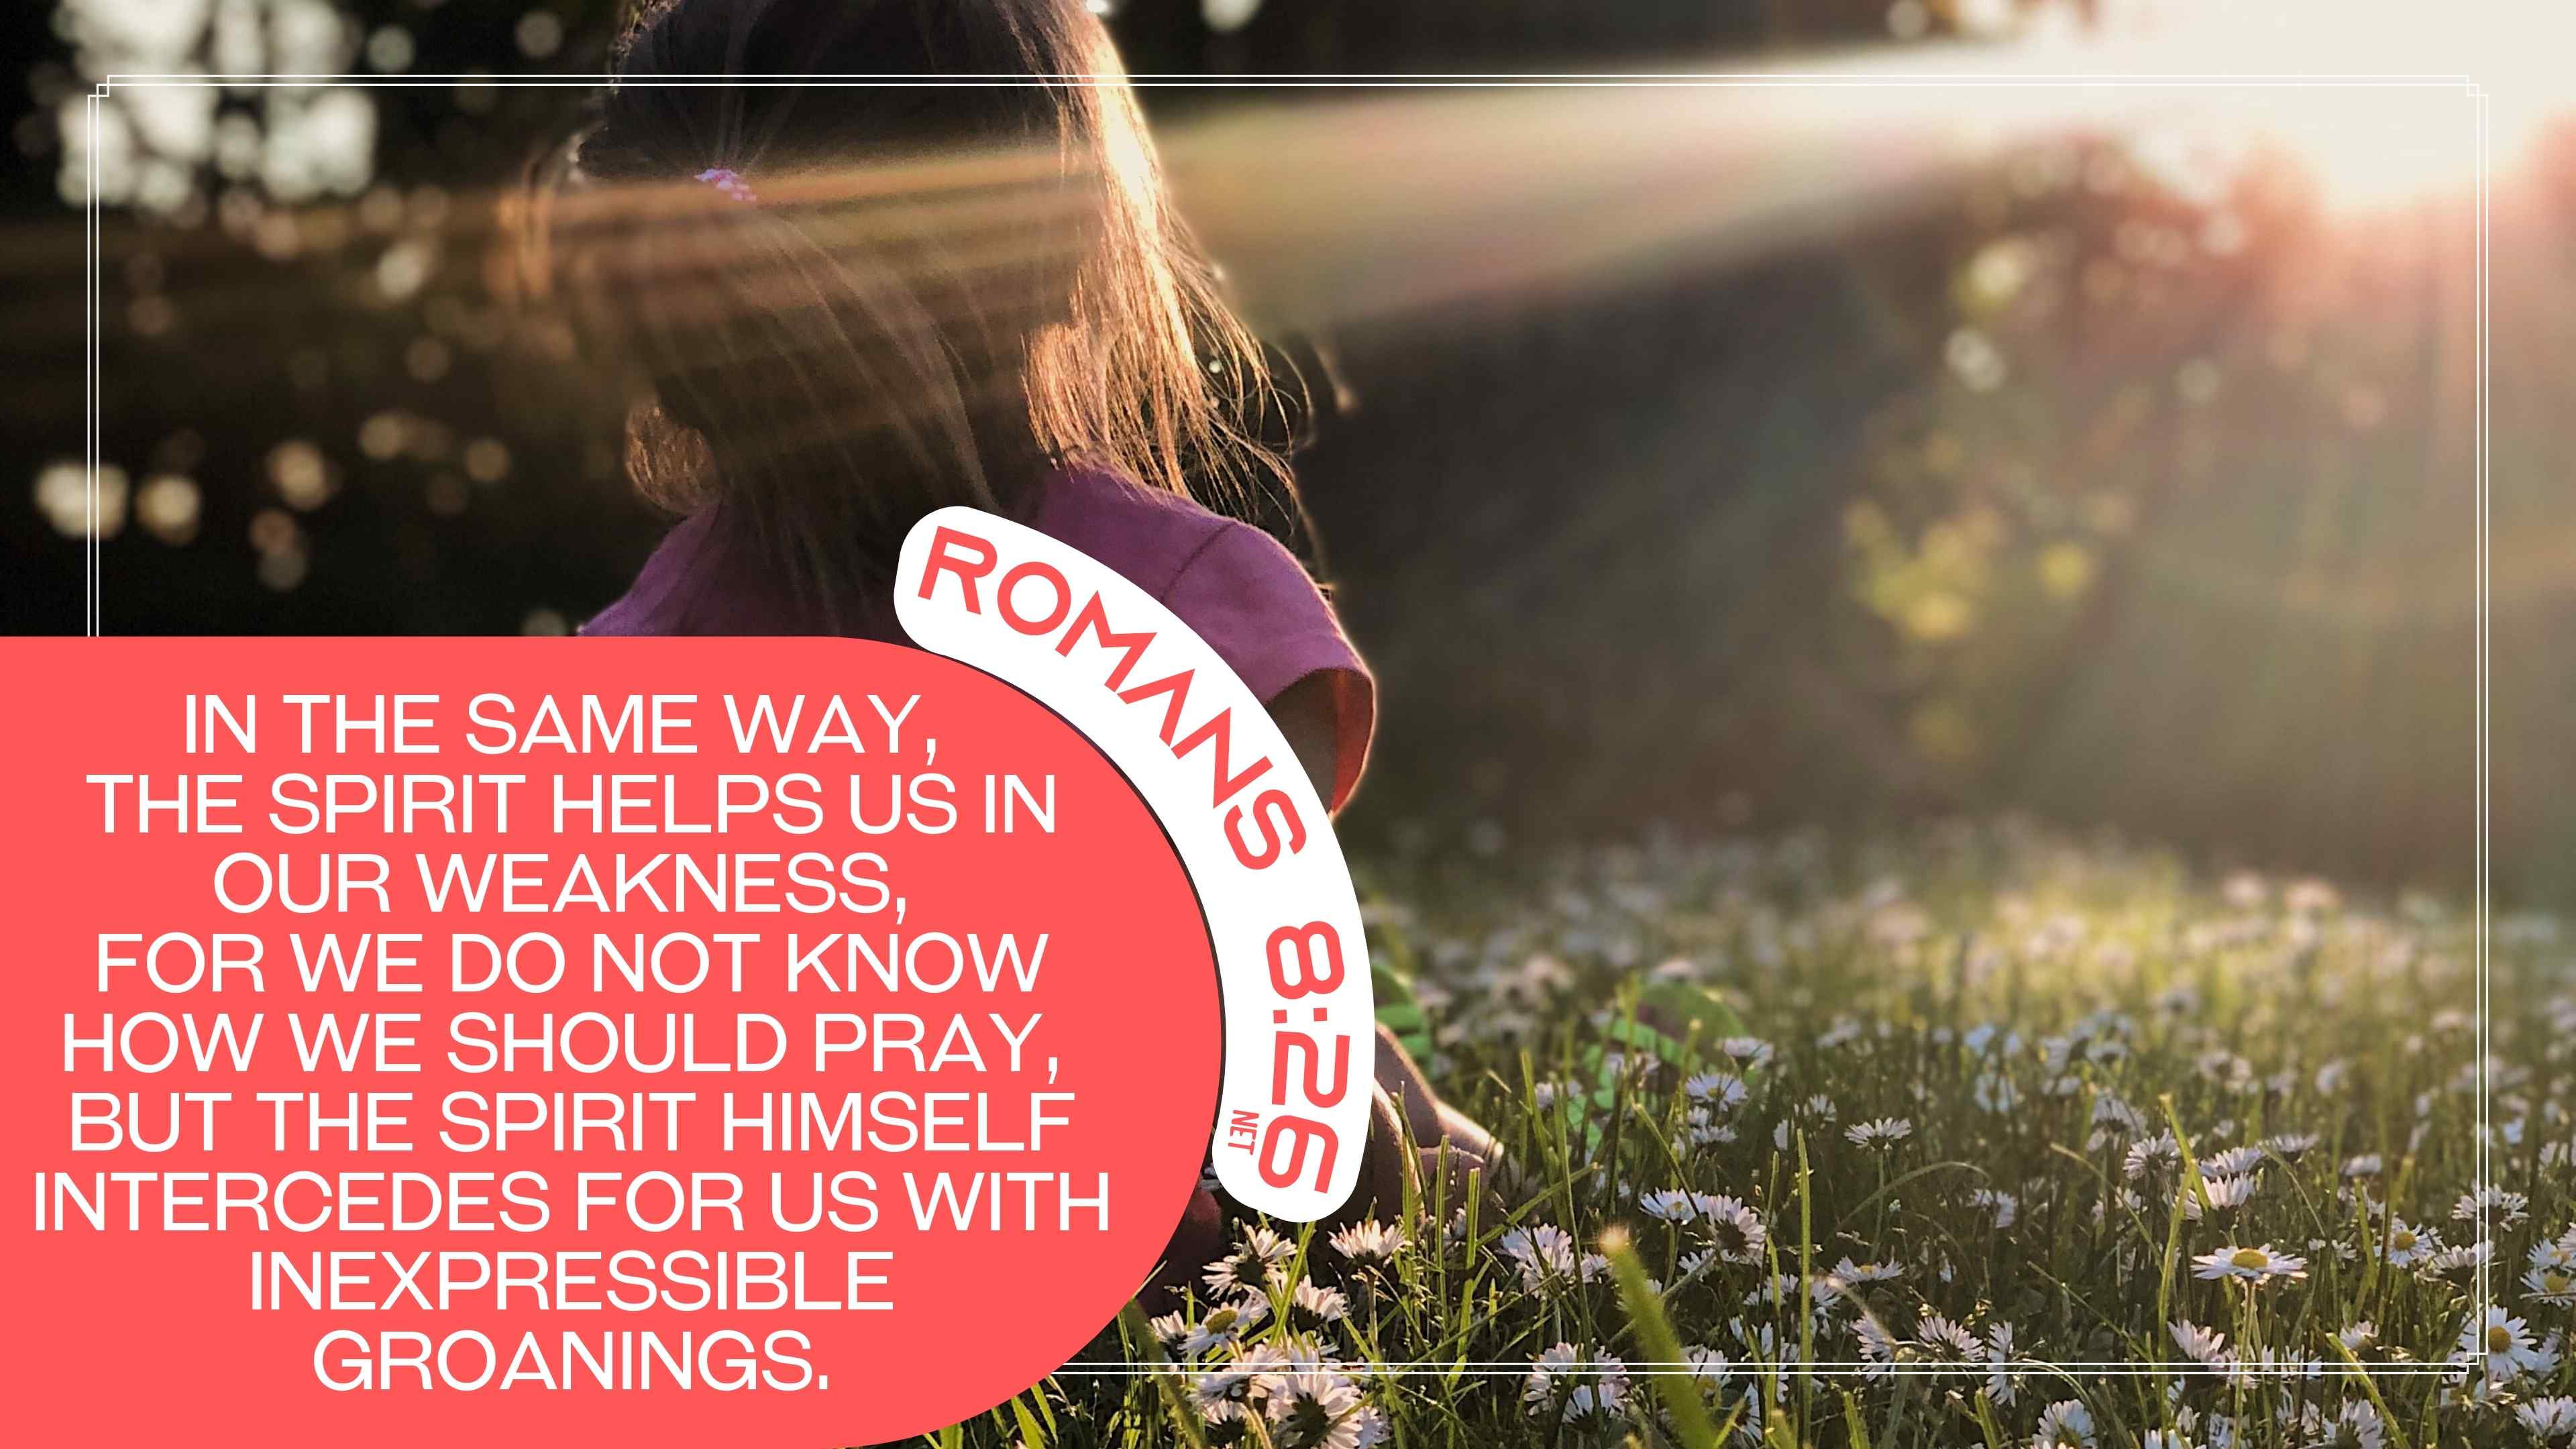 ROMANS 8:26
NET
IN THE SAME WAY,
THE SPIRIT HELPS US IN
OUR WEAKNESS,
FOR WE DO NOT KNOW
HOW WE SHOULD PRAY,
BUT THE SPIRIT HIMSELF
INTERCEDES FOR US WITH
INEXPRESSIBLE
GROANINGS.